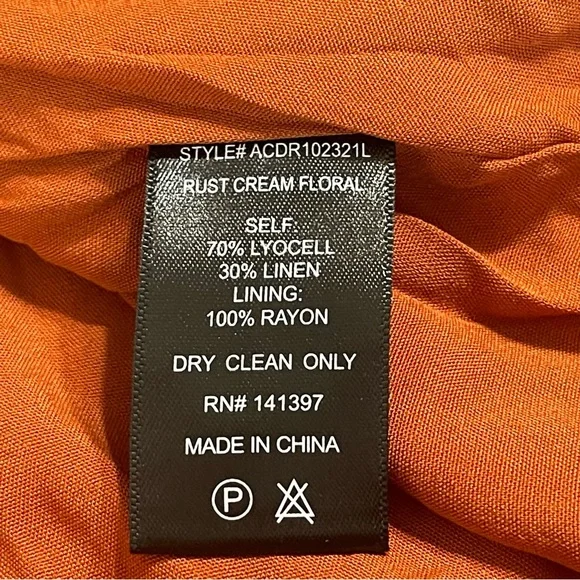 STYLE# ACDR102321L
RUST CREAM FLORAL
SELF:
70% LYOCELL
30% LINEN
LINING:
100% RAYON
DRY CLEAN ONLY
RN# 141397
MADE IN CHINA
P